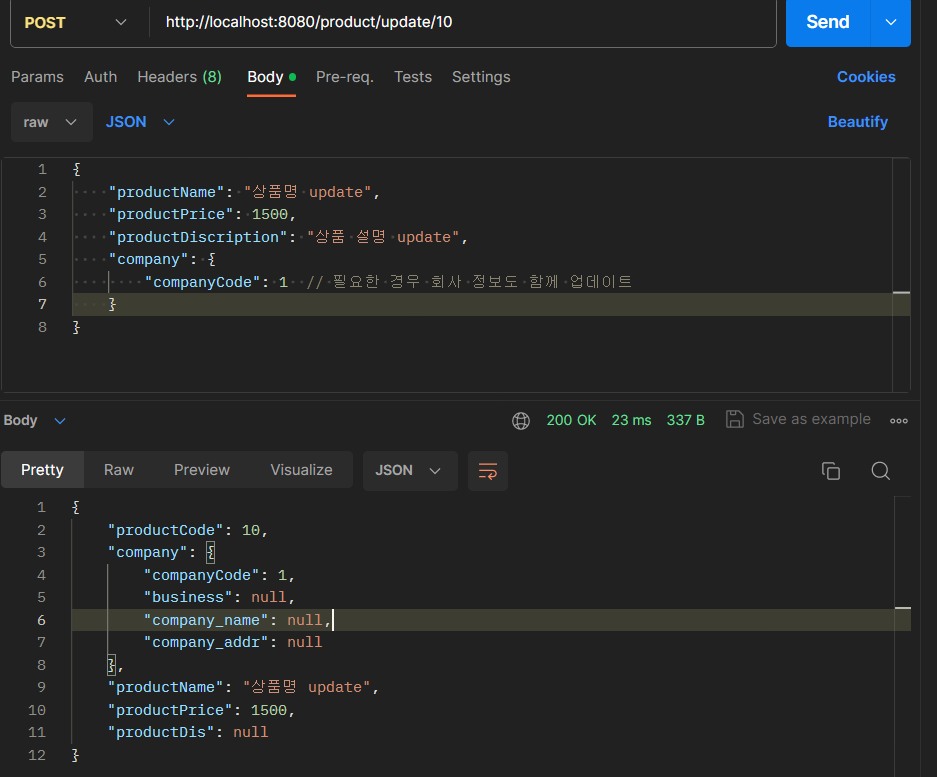 POST http://localhost:8080/product/update/10 Send
Params Auth Headers (8) Body Pre-req. Tests Settings Cookies
raw JSON Beautify
1 {
2 "productName": "상품명 update",
3 "productPrice": 1500,
4 "productDiscription": "상품 설명 update",
5 "company": {
6 "companyCode": 1 // 필요한 경우 회사 정보도 함께 업데이트
7 }
8 }
Body 200 OK 23 ms 337 B Save as example
Pretty Raw Preview Visualize JSON
1 {
2 "productCode": 10,
3 "company": {
4 "companyCode": 1,
5 "business": null,
6 "company_name": null,
7 "company_addr": null
8 },
9 "productName": "상품명 update",
10 "productPrice": 1500,
11 "productDis": null
12 }